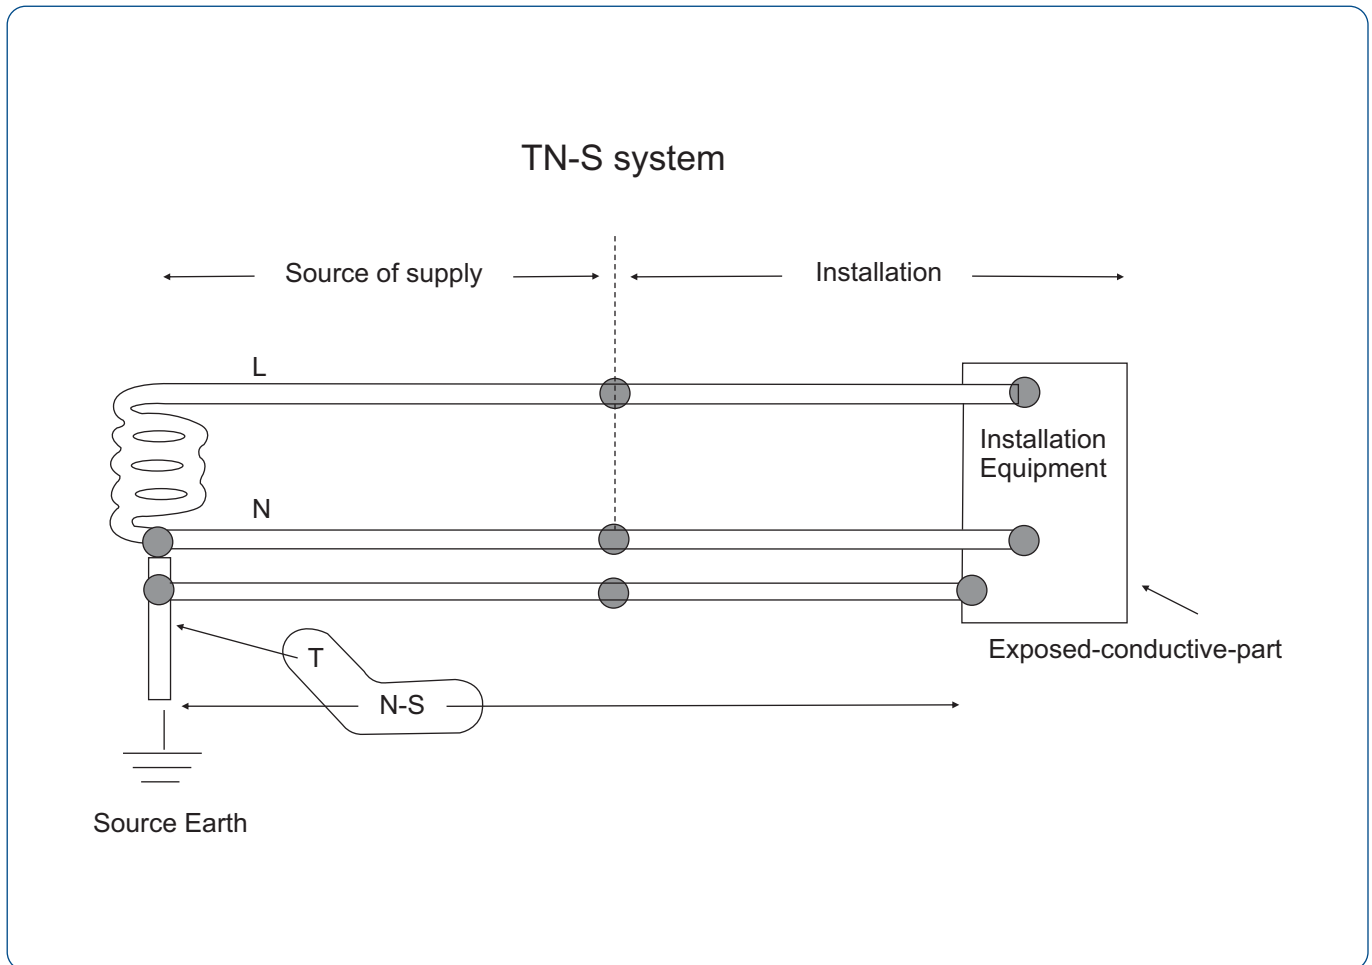 TN-S system
Source of supply
Installation
L
Installation
Equipment
N
Exposed-conductive-part
T
N-S
Source Earth